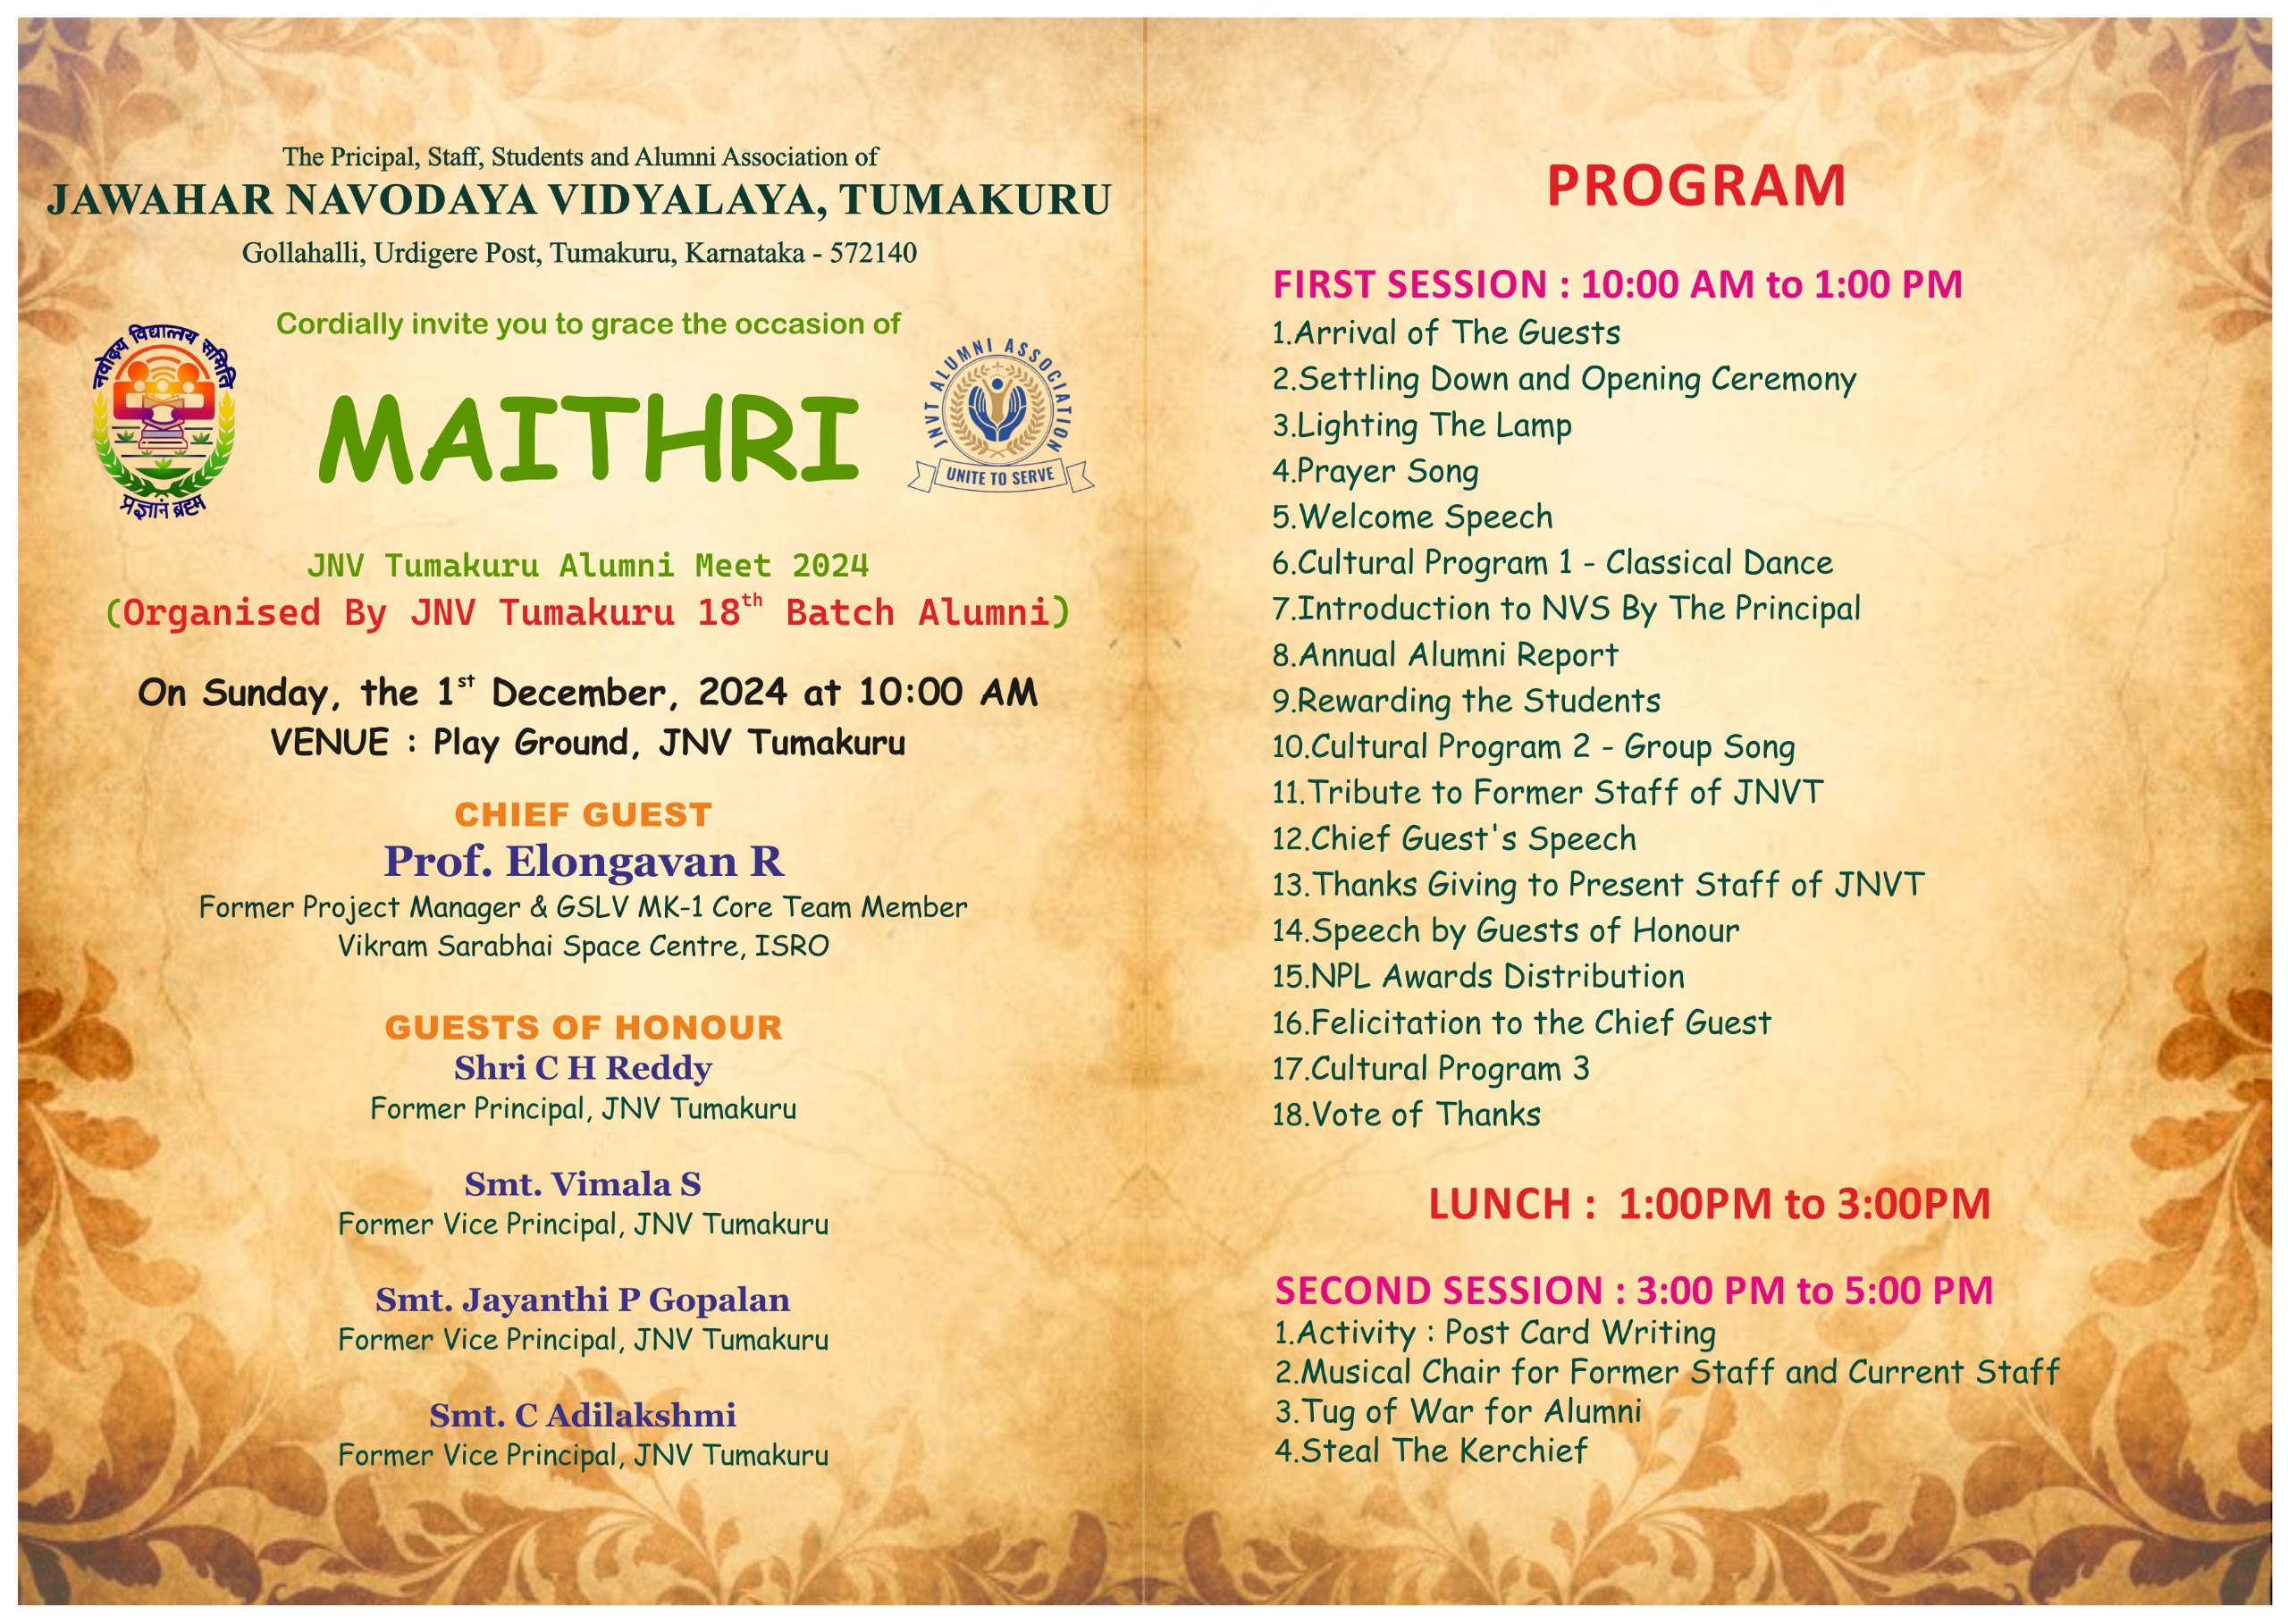 The Pricipal, Staff, Students and Alumni Association of
JAWAHAR NAVODAYA VIDYALAYA, TUMAKURU
Gollahalli, Urdigere Post, Tumakuru, Karnataka - 572140
Cordially invite you to grace the occasion of
नवोदय विद्यालय समिति
प्रज्ञानं ब्रह्म
MAITHRI
JNVT ALUMNI ASSOCIATION
UNITE TO SERVE
JNV Tumakuru Alumni Meet 2024
(Organised By JNV Tumakuru 18th Batch Alumni)
On Sunday, the 1st December, 2024 at 10:00 AM
VENUE : Play Ground, JNV Tumakuru
CHIEF GUEST
Prof. Elongavan R
Former Project Manager & GSLV MK-1 Core Team Member
Vikram Sarabhai Space Centre, ISRO
GUESTS OF HONOUR
Shri C H Reddy
Former Principal, JNV Tumakuru
Smt. Vimala S
Former Vice Principal, JNV Tumakuru
Smt. Jayanthi P Gopalan
Former Vice Principal, JNV Tumakuru
Smt. C Adilakshmi
Former Vice Principal, JNV Tumakuru
PROGRAM
FIRST SESSION : 10:00 AM to 1:00 PM
1.Arrival of The Guests
2.Settling Down and Opening Ceremony
3.Lighting The Lamp
4.Prayer Song
5.Welcome Speech
6.Cultural Program 1 - Classical Dance
7.Introduction to NVS By The Principal
8.Annual Alumni Report
9.Rewarding the Students
10.Cultural Program 2 - Group Song
11.Tribute to Former Staff of JNVT
12.Chief Guest's Speech
13.Thanks Giving to Present Staff of JNVT
14.Speech by Guests of Honour
15.NPL Awards Distribution
16.Felicitation to the Chief Guest
17.Cultural Program 3
18.Vote of Thanks
LUNCH : 1:00PM to 3:00PM
SECOND SESSION : 3:00 PM to 5:00 PM
1.Activity : Post Card Writing
2.Musical Chair for Former Staff and Current Staff
3.Tug of War for Alumni
4.Steal The Kerchief